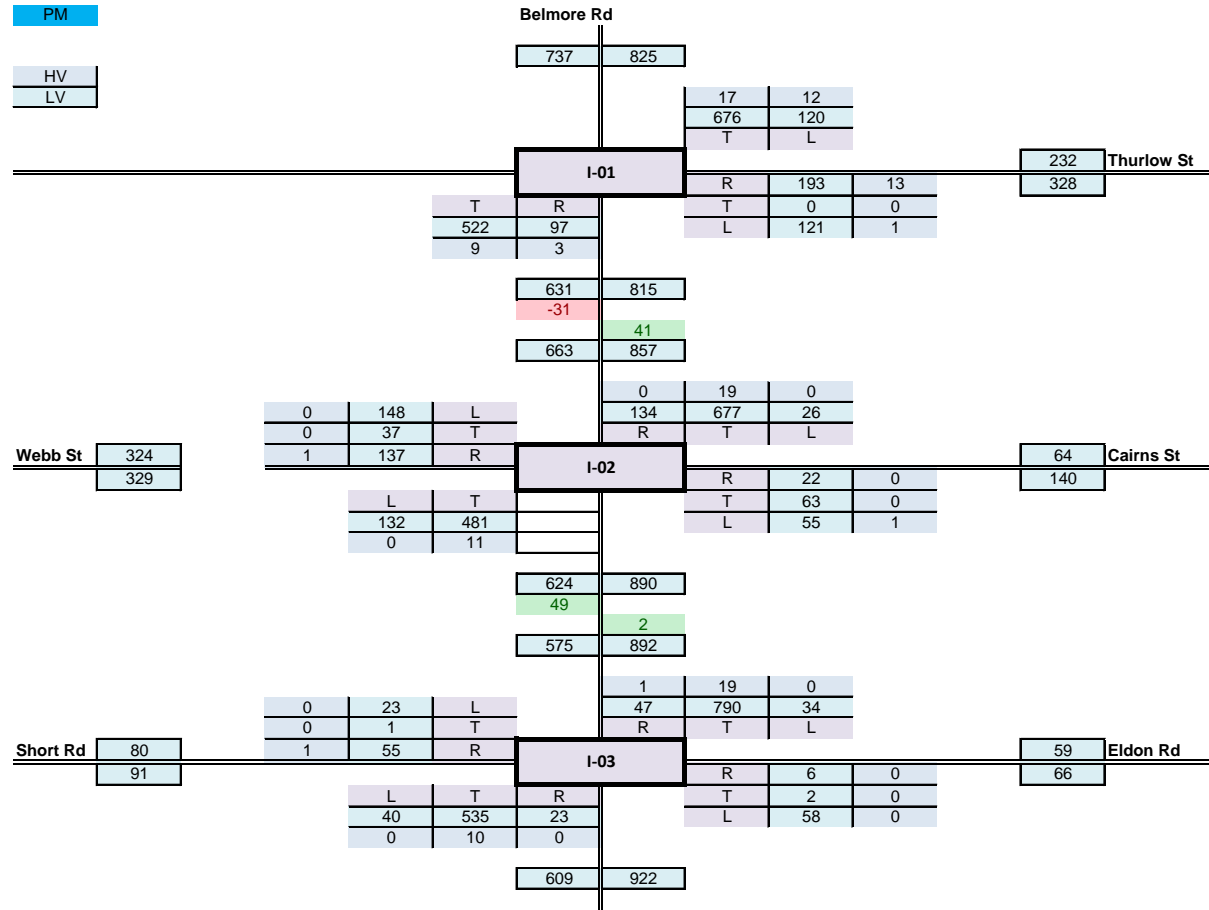 PM
Belmore Rd
737 825
HV
LV
17 12
676 120
T L
I-01
232 Thurlow St
328
R 193 13
T 0 0
L 121 1
T R
522 97
9 3
631 815
-31
41
663 857
0 19 0
134 677 26
R T L
0 148 L
0 37 T
1 137 R
Webb St 324
329
I-02
64 Cairns St
140
R 22 0
T 63 0
L 55 1
L T
132 481
0 11
624 890
49
2
575 892
1 19 0
47 790 34
R T L
0 23 L
0 1 T
1 55 R
Short Rd 80
91
I-03
59 Eldon Rd
66
R 6 0
T 2 0
L 58 0
L T R
40 535 23
0 10 0
609 922